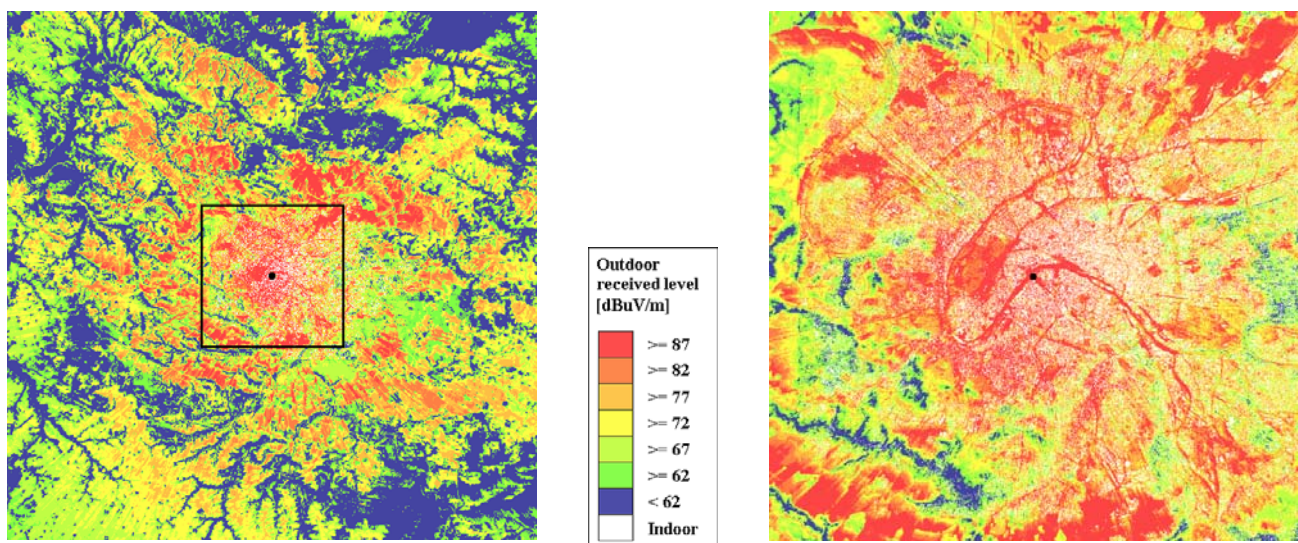 Outdoor
received level
[dBuV/m]
>= 87
>= 82
>= 77
>= 72
>= 67
>= 62
< 62
Indoor